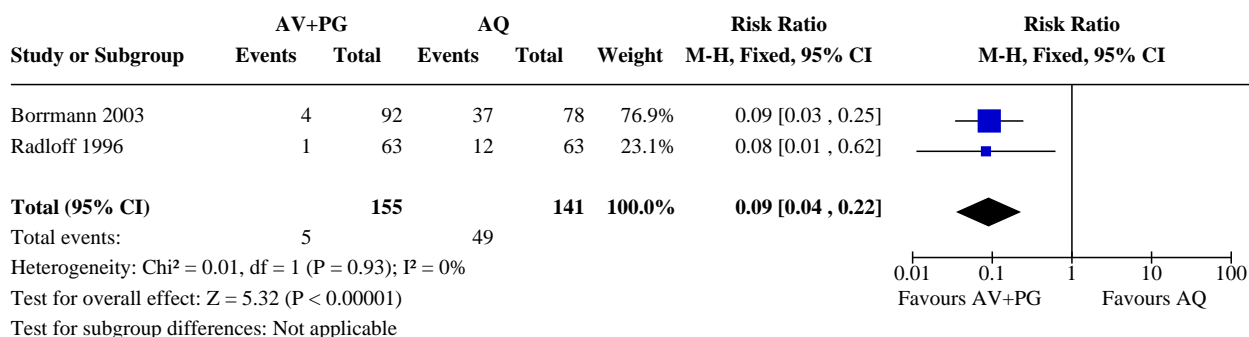 AV+PG AQ Risk Ratio Risk Ratio
Study or Subgroup Events Total Events Total Weight M-H, Fixed, 95% CI M-H, Fixed, 95% CI
Borrmann 2003 4 92 37 78 76.9% 0.09 [0.03 , 0.25]
Radloff 1996 1 63 12 63 23.1% 0.08 [0.01 , 0.62]
Total (95% CI) 155 141 100.0% 0.09 [0.04 , 0.22]
Total events: 5 49
Heterogeneity: Chi² = 0.01, df = 1 (P = 0.93); I² = 0%
Test for overall effect: Z = 5.32 (P < 0.00001)
Test for subgroup differences: Not applicable
0.01 0.1 1 10 100
Favours AV+PG Favours AQ